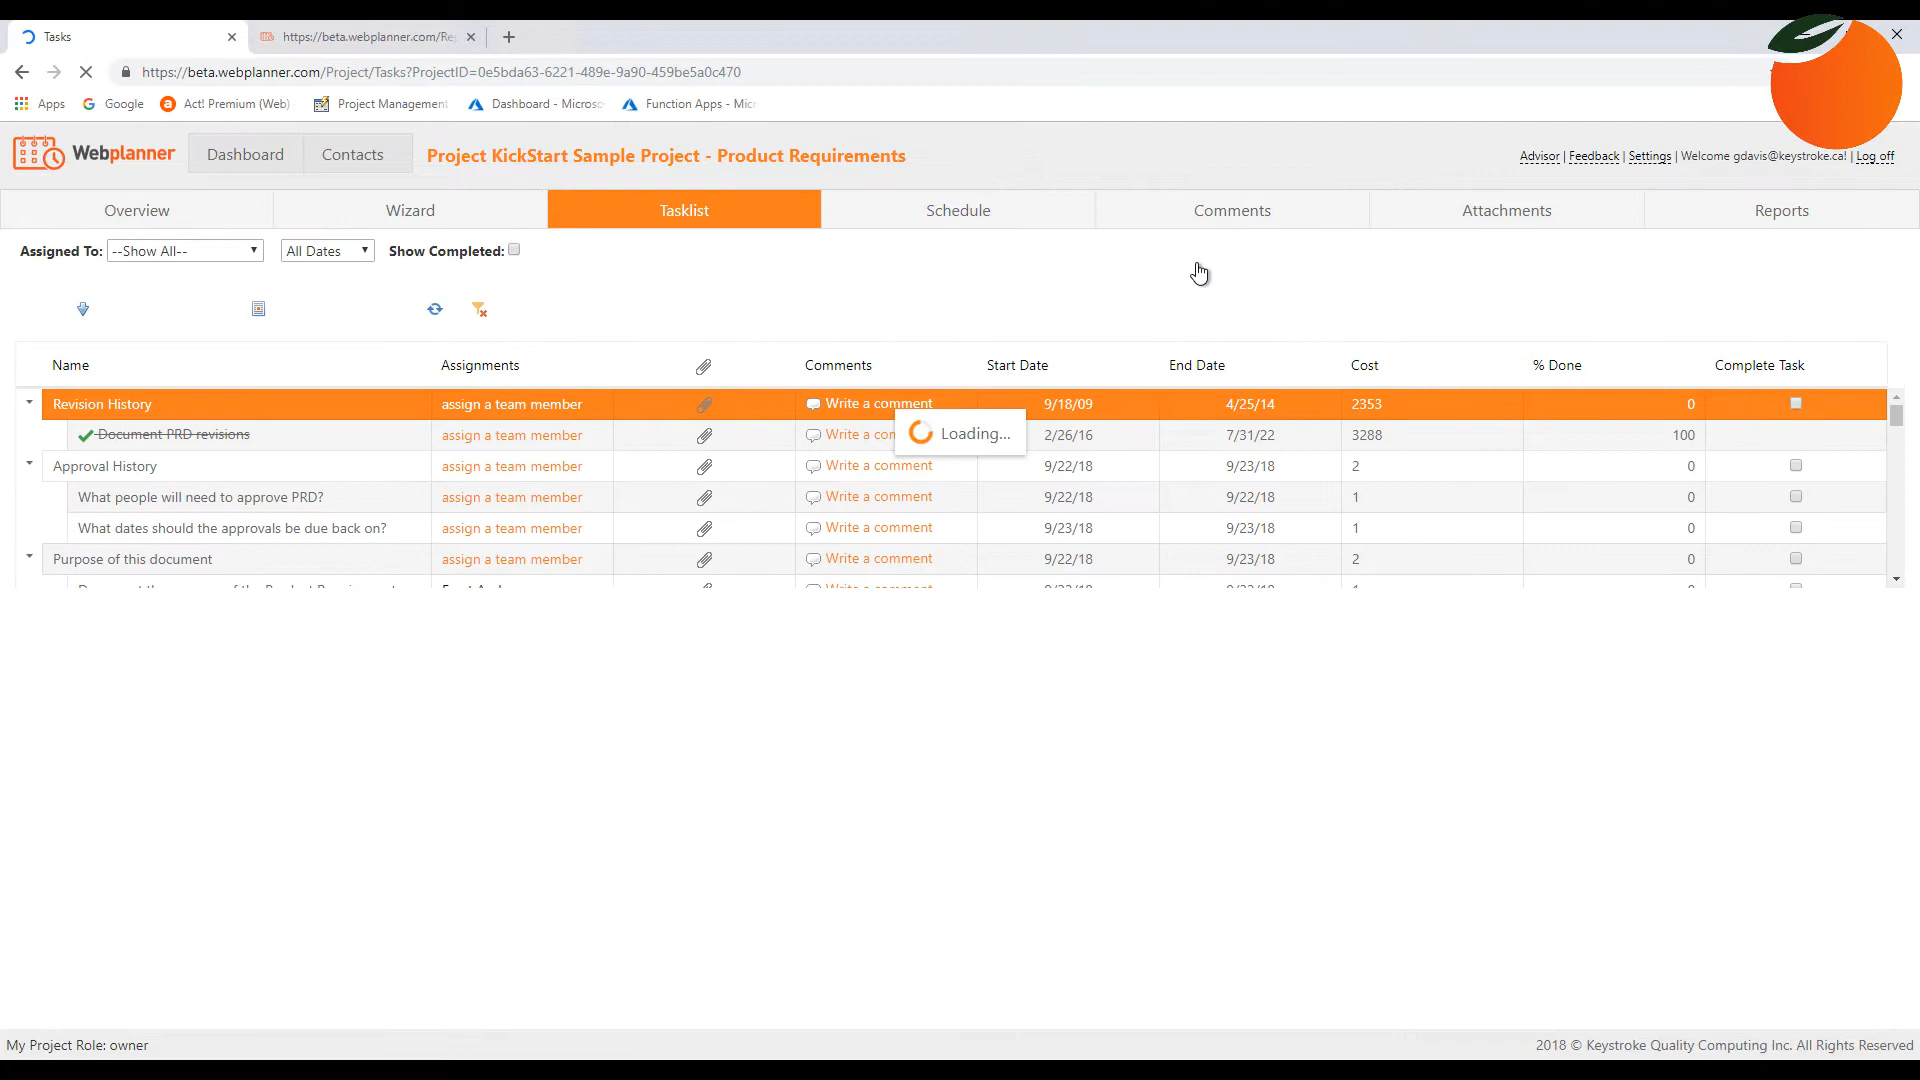 Tasks
https://beta.webplanner.com/Re
https://beta.webplanner.com/Project/Tasks?ProjectID=0e5bda63-6221-489e-9a90-459be5a0c470
Apps Google Act! Premium (Web) Project Management Dashboard - Microso Function Apps - Micr
Webplanner Dashboard Contacts Project KickStart Sample Project - Product Requirements Advisor | Feedback | Settings | Welcome gdavis@keystroke.ca! | Log off
Overview Wizard Tasklist Schedule Comments Attachments Reports
Assigned To: --Show All-- All Dates Show Completed:
Name Assignments Comments Start Date End Date Cost % Done Complete Task
Revision History assign a team member Write a comment 9/18/09 4/25/14 2353 0
Document PRD revisions assign a team member Write a com 2/26/16 7/31/22 3288 100
Loading...
Approval History assign a team member Write a comment 9/22/18 9/23/18 2 0
What people will need to approve PRD? assign a team member Write a comment 9/22/18 9/22/18 1 0
What dates should the approvals be due back on? assign a team member Write a comment 9/23/18 9/23/18 1 0
Purpose of this document assign a team member Write a comment 9/22/18 9/23/18 2 0
My Project Role: owner 2018 © Keystroke Quality Computing Inc. All Rights Reserved